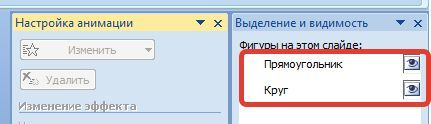 Настройка анимации
Изменить
Удалить
Изменение эффекта
Выделение и видимость
Фигуры на этом слайде:
Прямоугольник
Круг